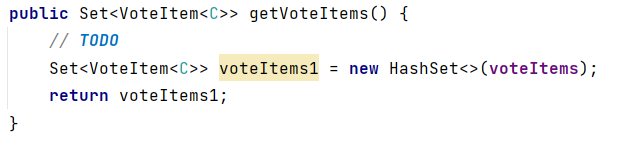 public Set<VoteItem<C>> getVoteItems() {
    // TODO
    Set<VoteItem<C>> voteItems1 = new HashSet<>(voteItems);
    return voteItems1;
}